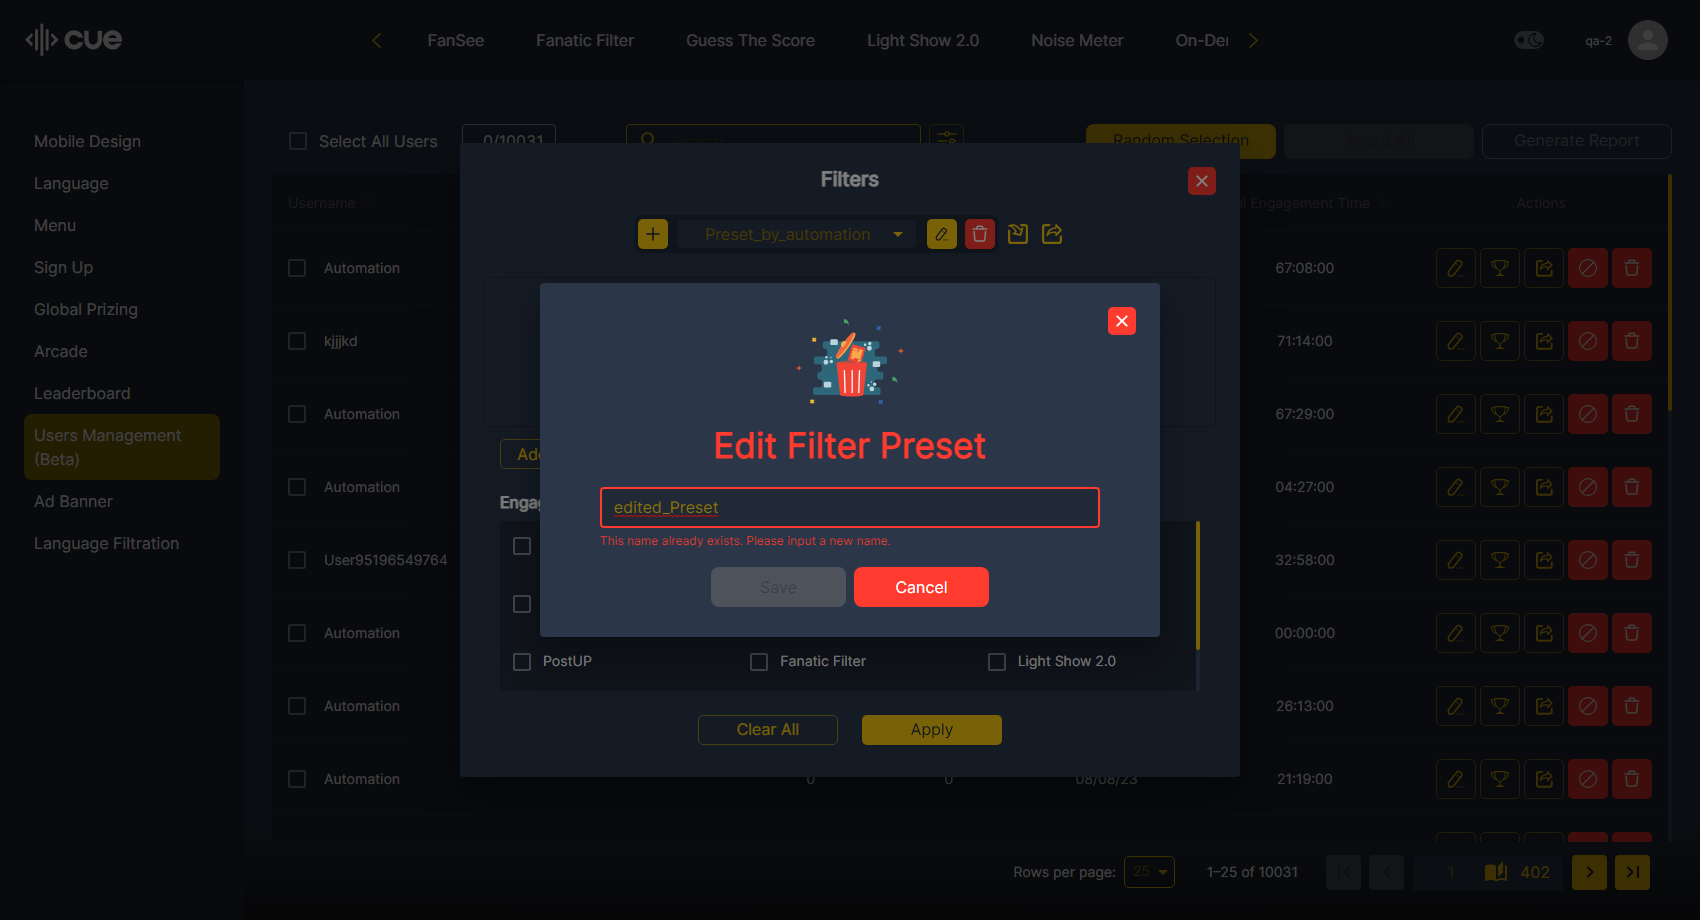 cue
FanSee
Fanatic Filter
Guess The Score
Light Show 2.0
Noise Meter
On-Der
qa-2
Mobile Design
Language
Menu
Sign Up
Global Prizing
Arcade
Leaderboard
Users Management
(Beta)
Ad Banner
Language Filtration
Select All Users
0/10031
Random Selection
Generate Report
Username
Engagement Time
Actions
Automation
67:08:00
kjjjkd
71:14:00
Automation
67:29:00
Automation
04:27:00
User95196549764
32:58:00
Automation
00:00:00
Automation
26:13:00
Automation
0
0
08/08/23
21:19:00
Filters
Preset_by_automation
Add
Engag
PostUP
Fanatic Filter
Light Show 2.0
Clear All
Apply
Edit Filter Preset
edited_Preset
This name already exists. Please input a new name.
Save
Cancel
Rows per page:
25
1–25 of 10031
1
402